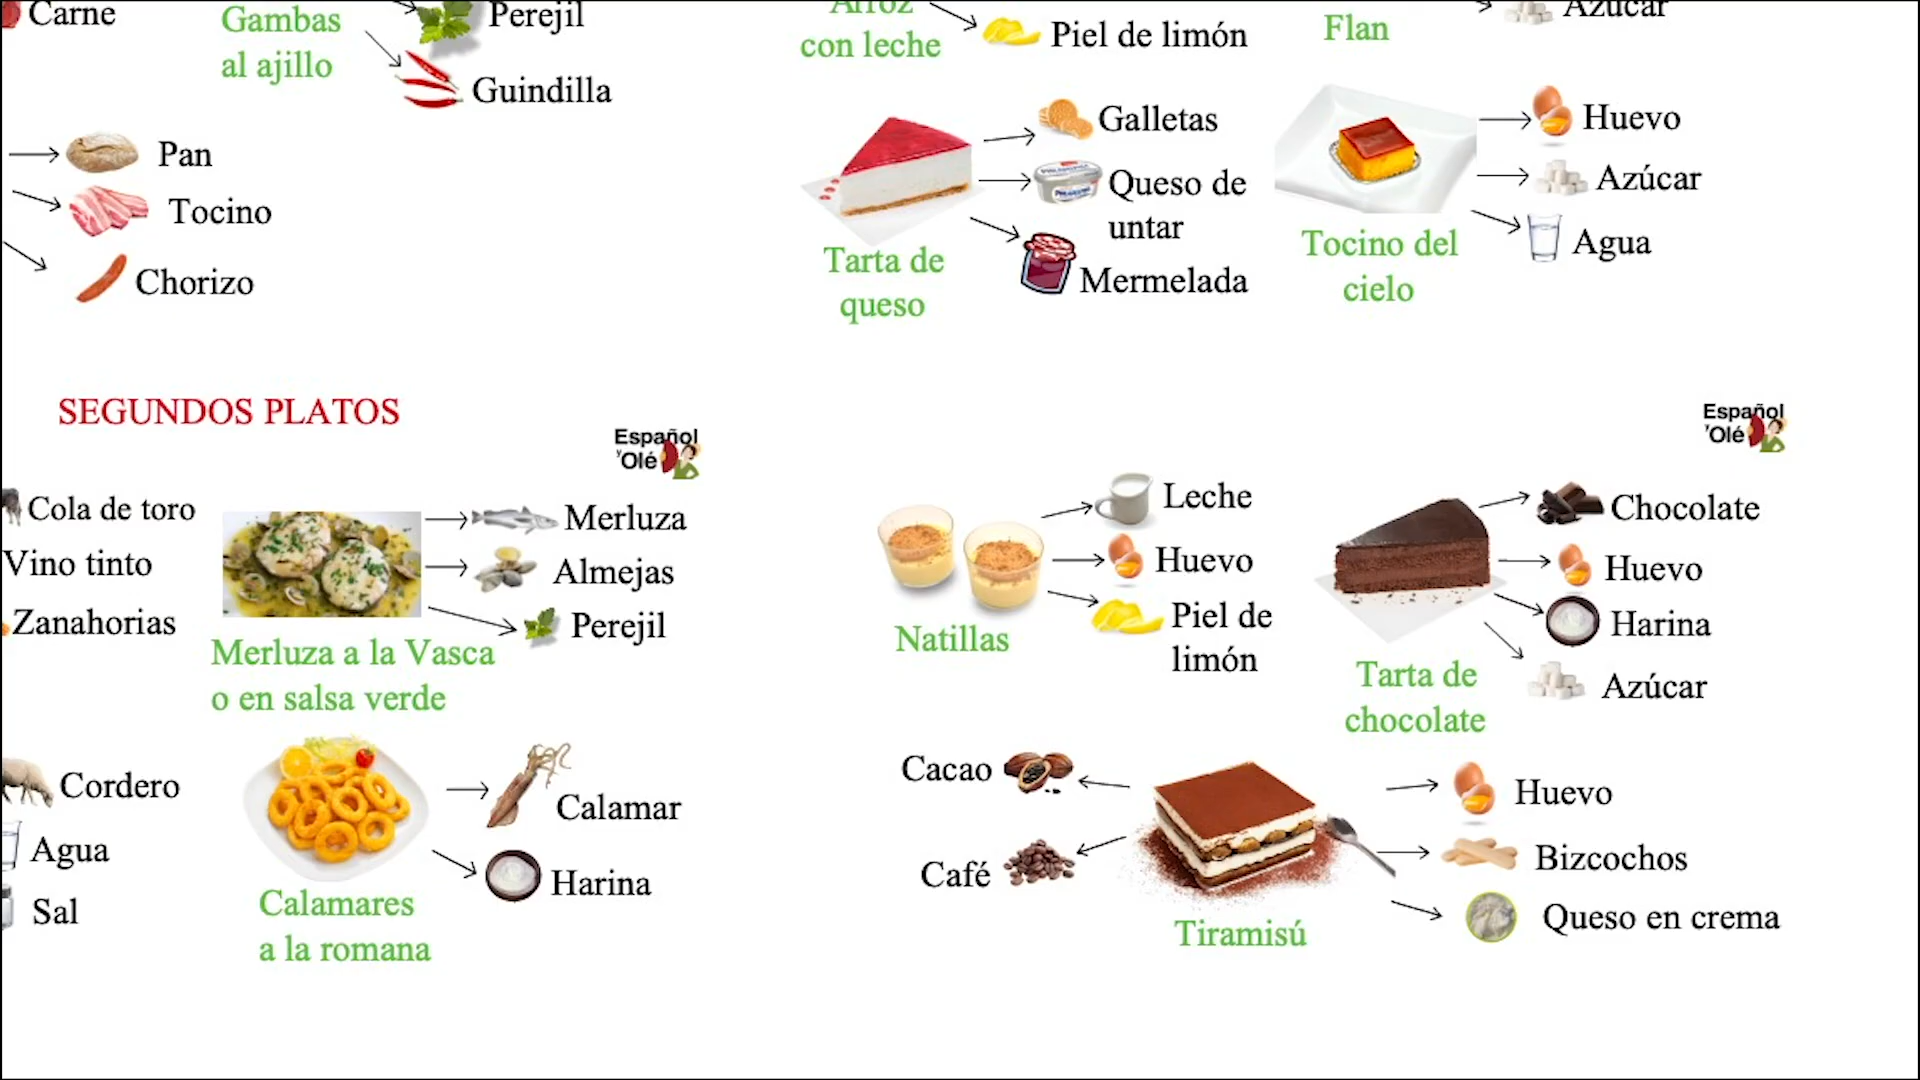 Carne
Gambas
al ajillo
Perejil
Guindilla
Pan
Tocino
Chorizo
Arroz
con leche
Piel de limón
Flan
Azúcar
Tarta de
queso
Galletas
Queso de
untar
Mermelada
Tocino del
cielo
Huevo
Azúcar
Agua
SEGUNDOS PLATOS
Español
y Olé
Cola de toro
Vino tinto
Zanahorias
Merluza a la Vasca
o en salsa verde
Merluza
Almejas
Perejil
Cordero
Agua
Sal
Calamares
a la romana
Calamar
Harina
Español
y Olé
Natillas
Leche
Huevo
Piel de
limón
Tarta de
chocolate
Chocolate
Huevo
Harina
Azúcar
Cacao
Café
Tiramisú
Huevo
Bizcochos
Queso en crema